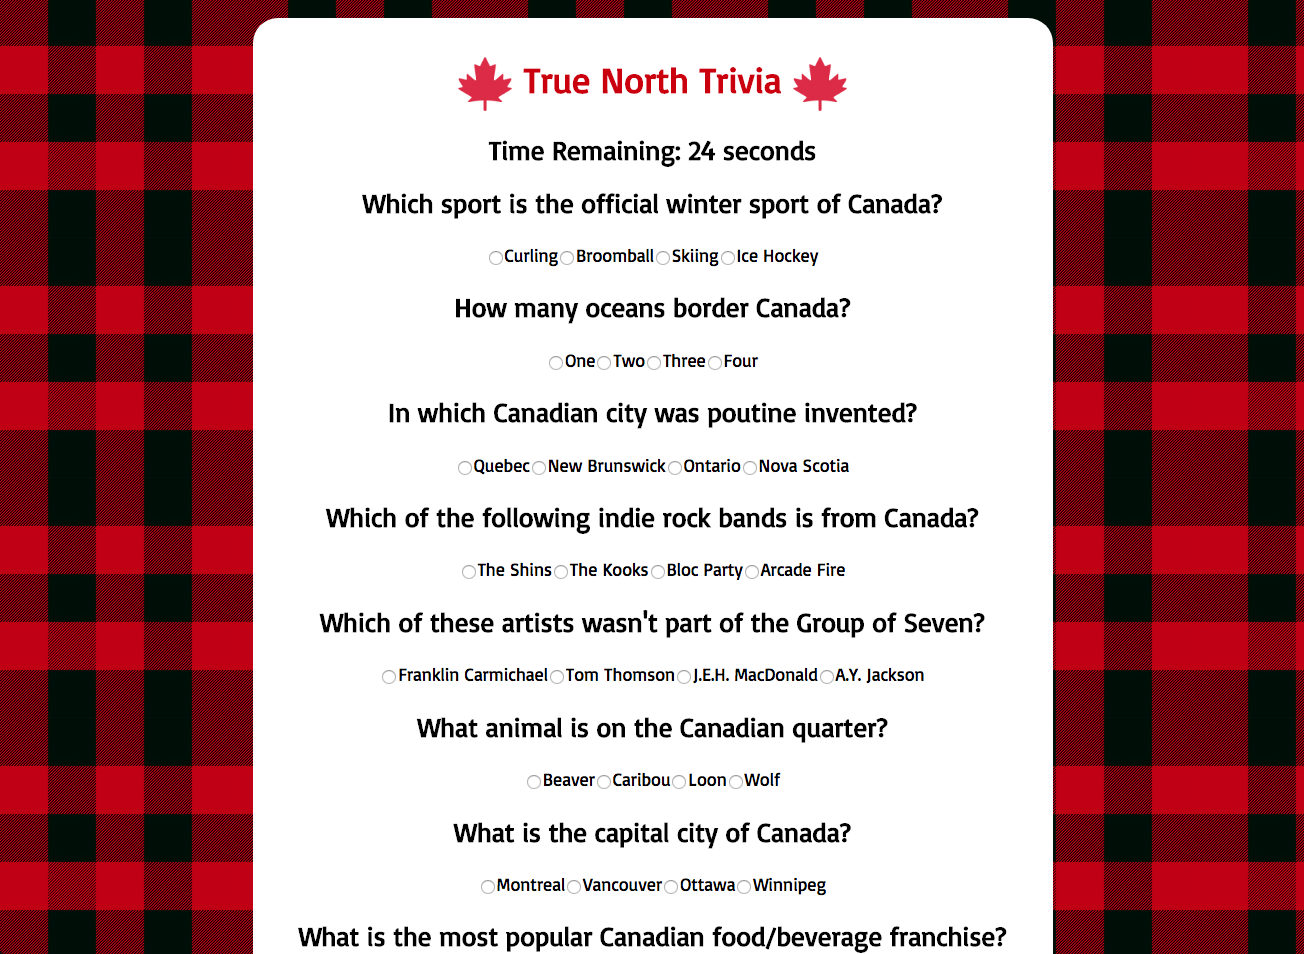 True North Trivia
Time Remaining: 24 seconds
Which sport is the official winter sport of Canada?
Curling Broomball Skiing Ice Hockey
How many oceans border Canada?
One Two Three Four
In which Canadian city was poutine invented?
Quebec New Brunswick Ontario Nova Scotia
Which of the following indie rock bands is from Canada?
The Shins The Kooks Bloc Party Arcade Fire
Which of these artists wasn't part of the Group of Seven?
Franklin Carmichael Tom Thomson J.E.H. MacDonald A.Y. Jackson
What animal is on the Canadian quarter?
Beaver Caribou Loon Wolf
What is the capital city of Canada?
Montreal Vancouver Ottawa Winnipeg
What is the most popular Canadian food/beverage franchise?